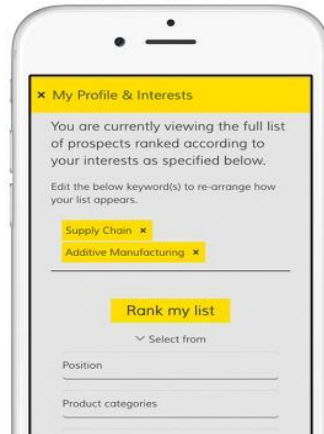 × My Profile & Interests
You are currently viewing the full list
of prospects ranked according to
your interests as specified below.
Edit the below keyword(s) to re-arrange how
your list appears.
Supply Chain ×
Additive Manufacturing ×
Rank my list
Select from
Position
Product categories